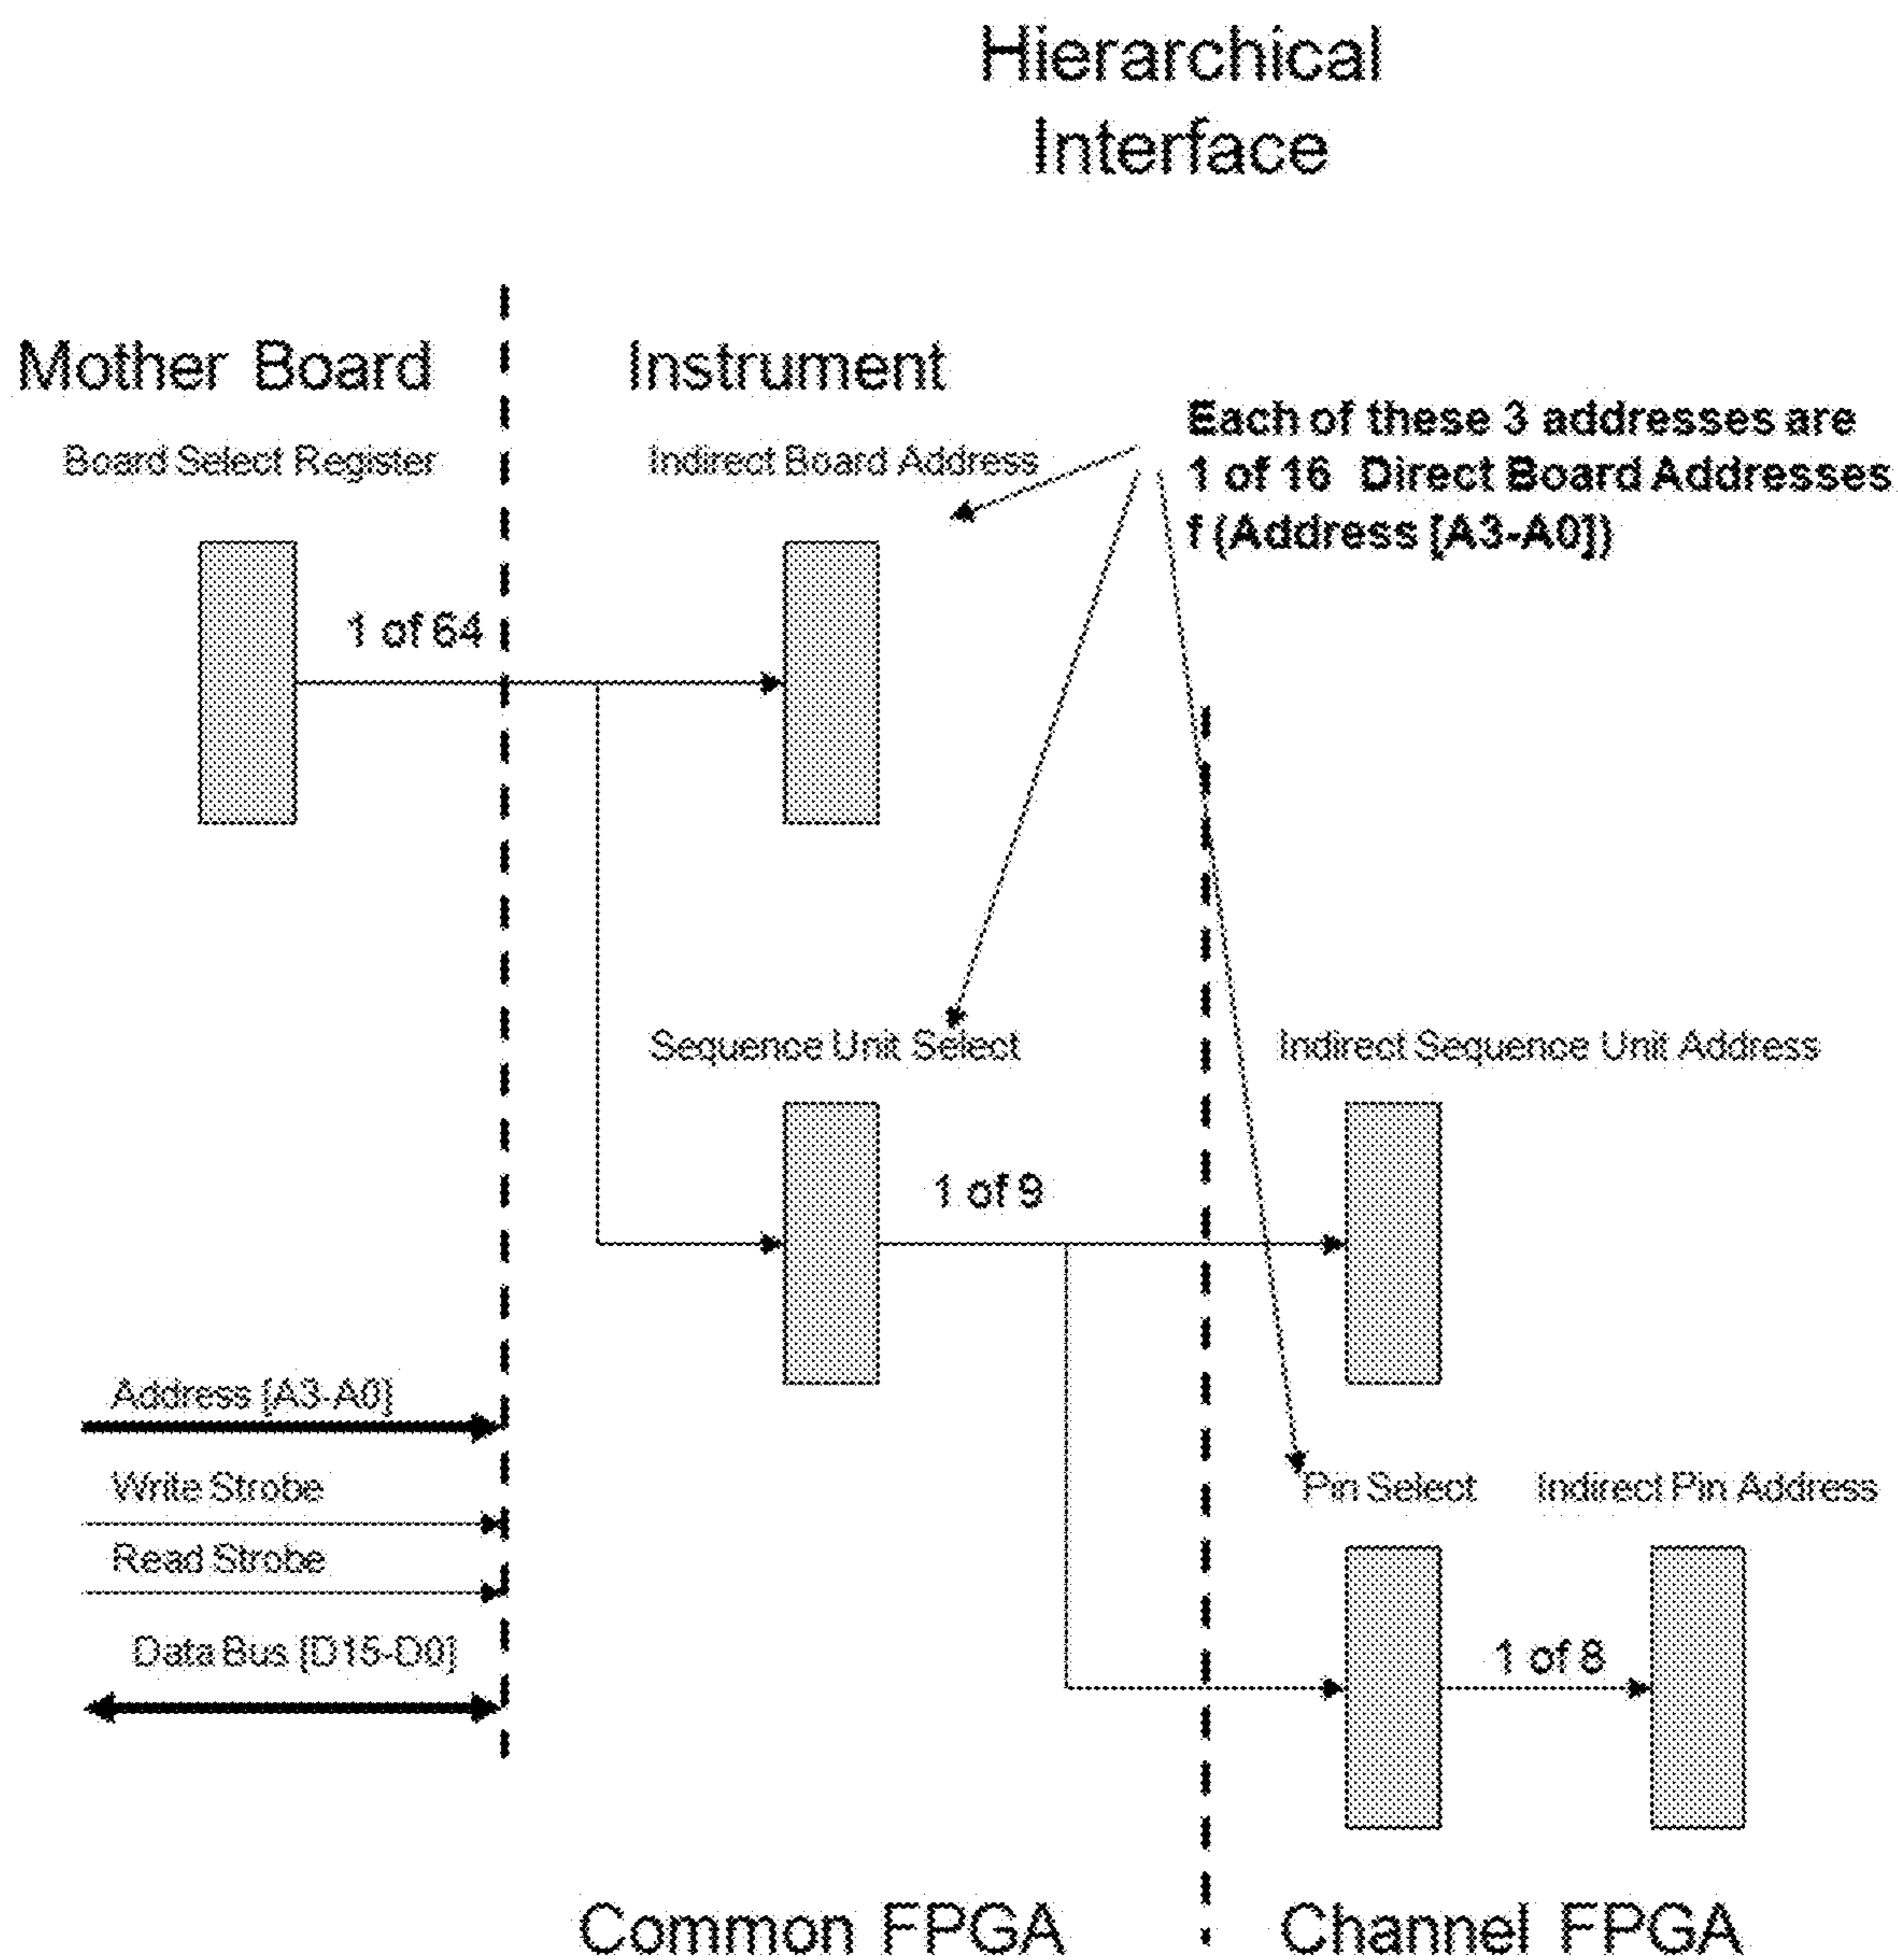 Hierarchical
Interface
Mother Board
Instrument
Board Select Register
Indirect Board Address
Each of these 3 addresses are
1 of 16 Direct Board Addresses
f (Address [A3-A0])
1 of 64
Sequence Unit Select
Indirect Sequence Unit Address
1 of 9
Address [A3-A0]
Write Strobe
Read Strobe
Data Bus [D15-D0]
Pin Select
Indirect Pin Address
1 of 8
Common FPGA
Channel FPGA